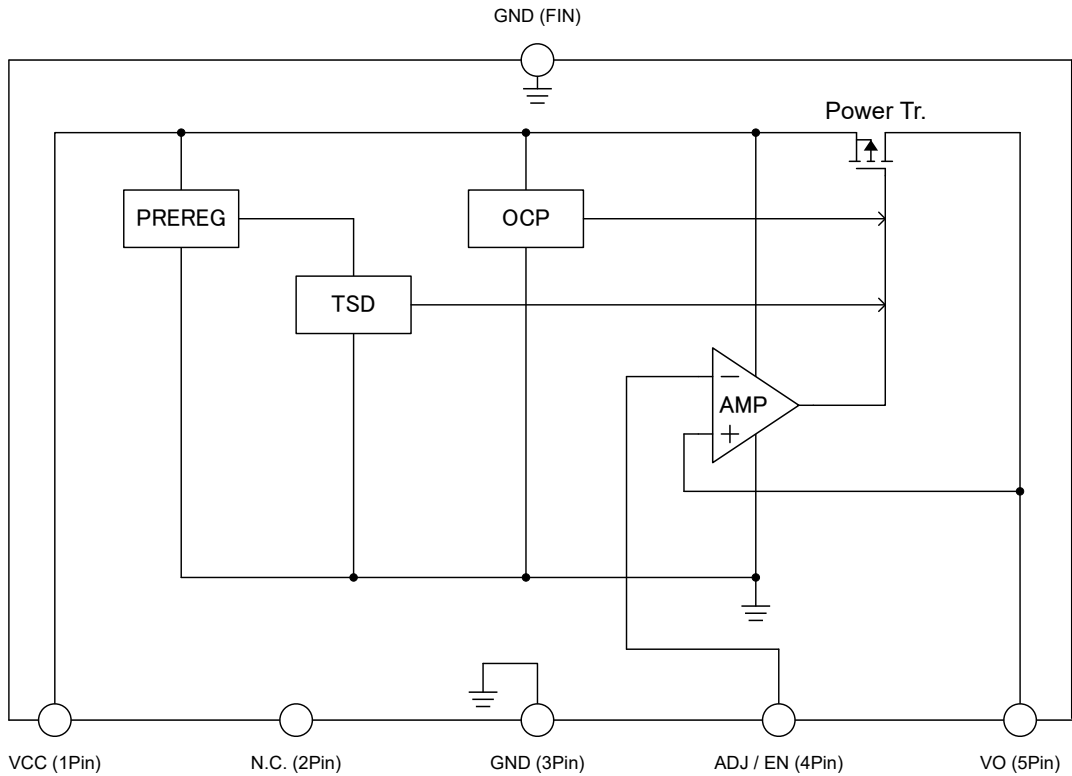 GND (FIN)
Power Tr.
PREREG
OCP
TSD
−
AMP
+
VCC (1Pin)
N.C. (2Pin)
GND (3Pin)
ADJ / EN (4Pin)
VO (5Pin)